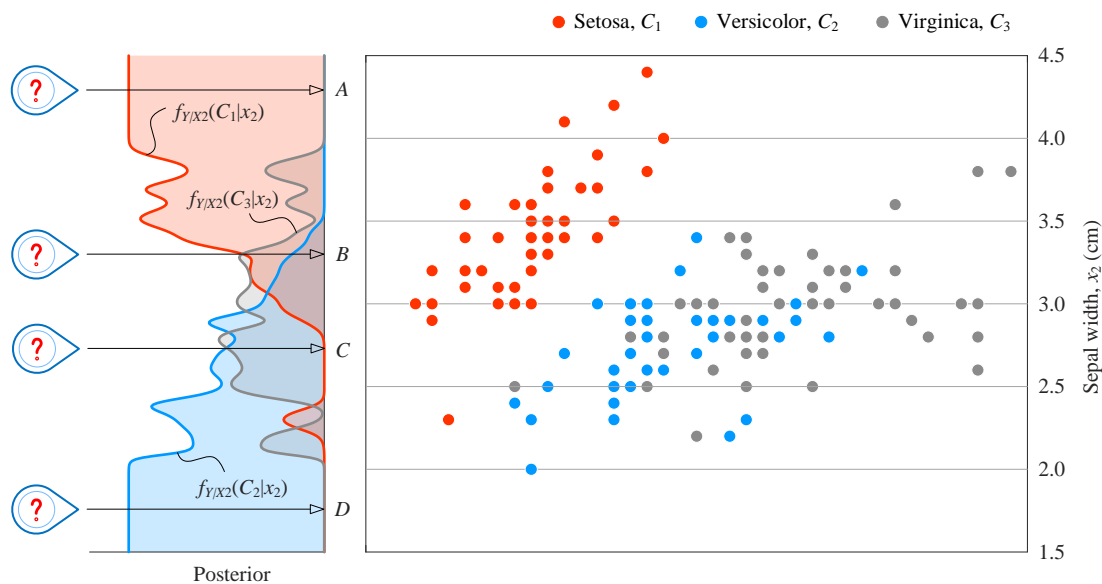 Setosa, C1 Versicolor, C2 Virginica, C3
? A
fY/X2(C1|x2)
fY/X2(C3|x2)
? B
? C
fY/X2(C2|x2)
? D
Posterior
4.5
4.0
3.5
3.0
2.5
2.0
1.5
Sepal width, x2 (cm)